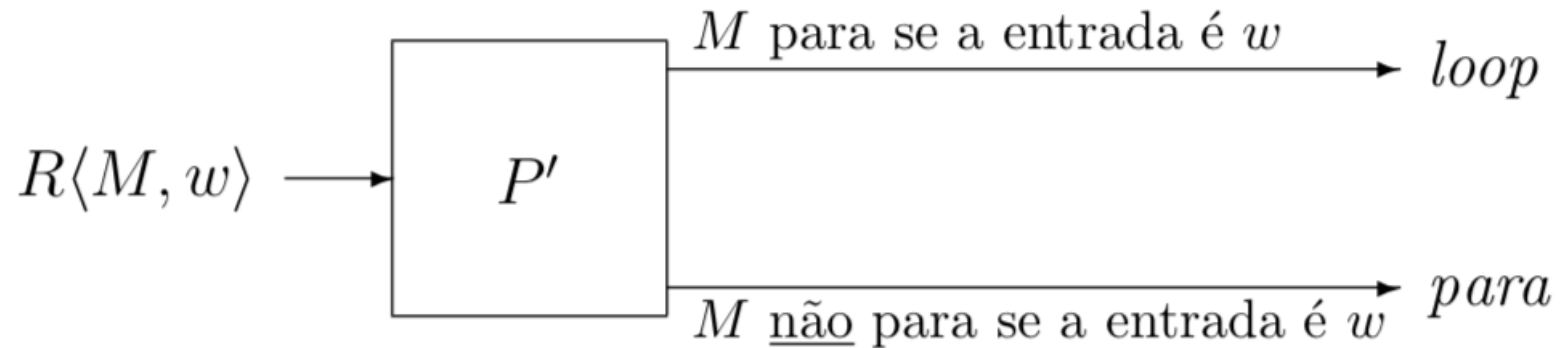 M para se a entrada é w
loop
R⟨M, w⟩
P′
para
M não para se a entrada é w